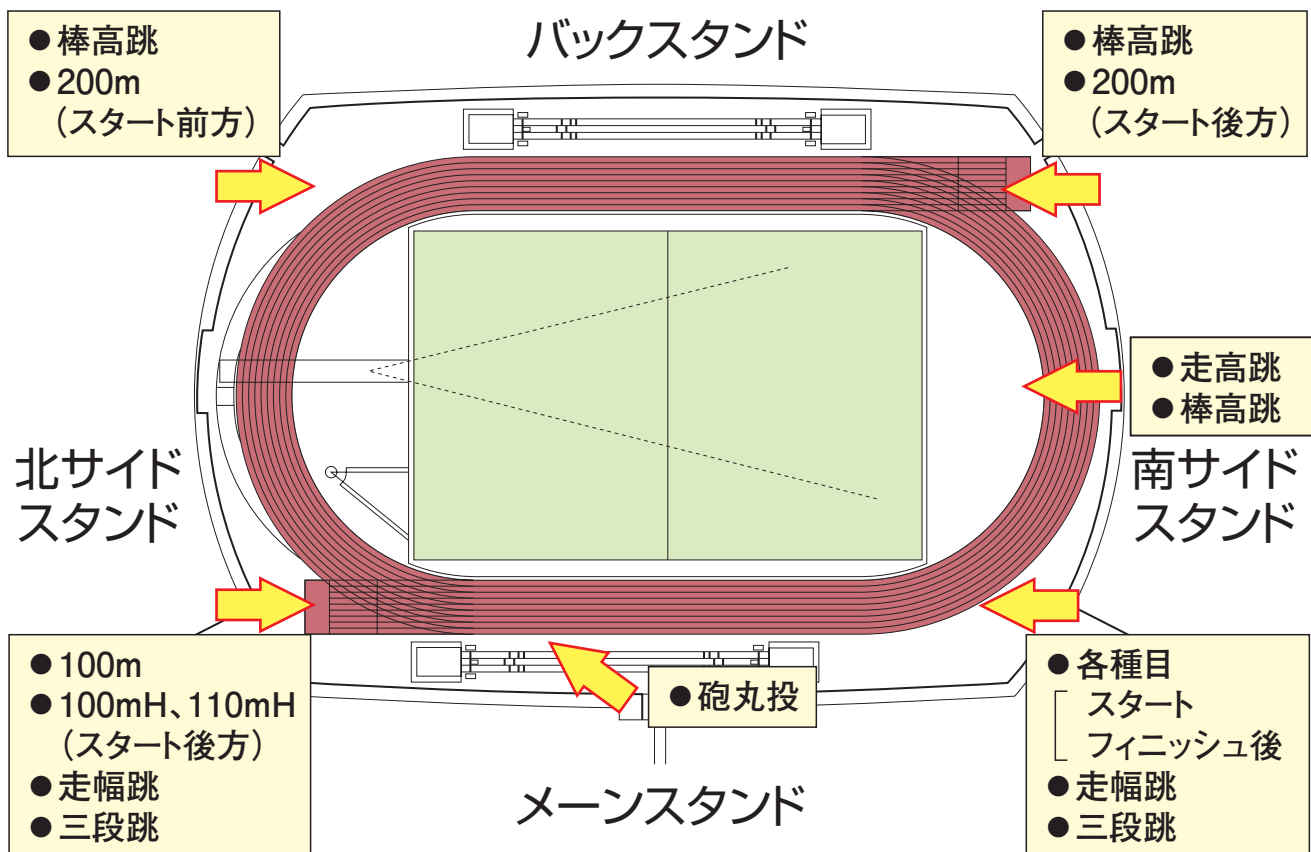 ●棒高跳
●200m
（スタート前方）
バックスタンド
●棒高跳
●200m
（スタート後方）
●走高跳
●棒高跳
北サイド
スタンド
南サイド
スタンド
●100m
●100mH、110mH
（スタート後方）
●走幅跳
●三段跳
●砲丸投
メーンスタンド
●各種目
スタート
フィニッシュ後
●走幅跳
●三段跳